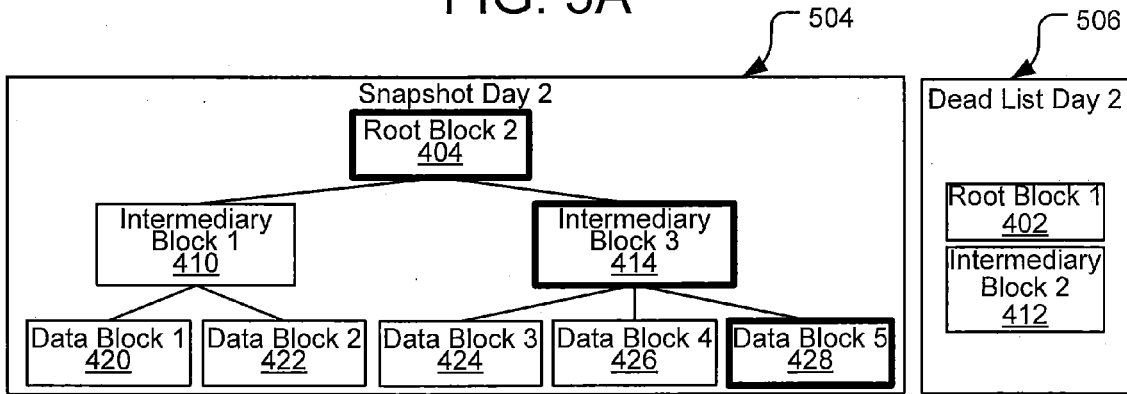 FIG. 5A
504
506
Snapshot Day 2
Dead List Day 2
Root Block 2
404
Root Block 1
402
Intermediary
Block 1
410
Intermediary
Block 3
414
Intermediary
Block 2
412
Data Block 1
420
Data Block 2
422
Data Block 3
424
Data Block 4
426
Data Block 5
428